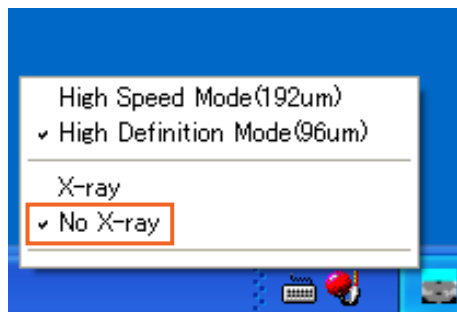 High Speed Mode(192um)
High Definition Mode(96um)
X-ray
No X-ray